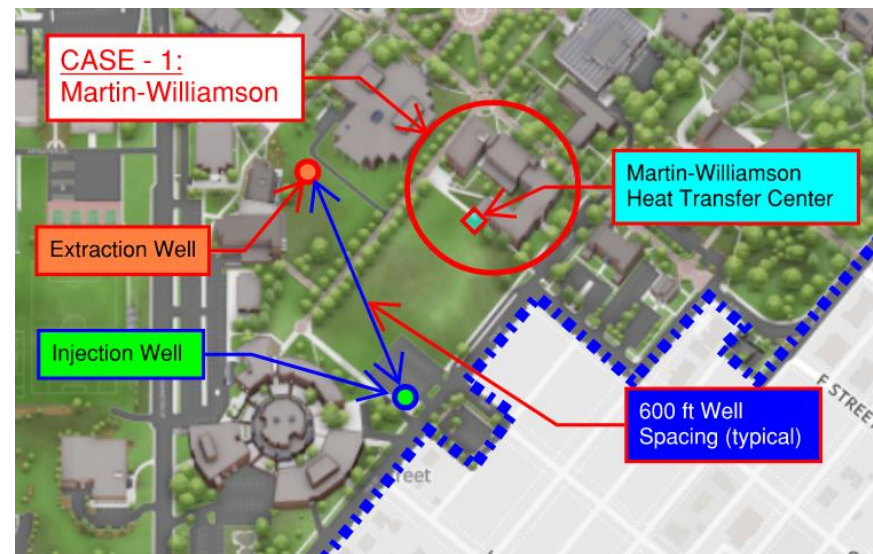 CASE - 1:
Martin-Williamson
Martin-Williamson
Heat Transfer Center
Extraction Well
Injection Well
600 ft Well
Spacing (typical)
F STREET
reet